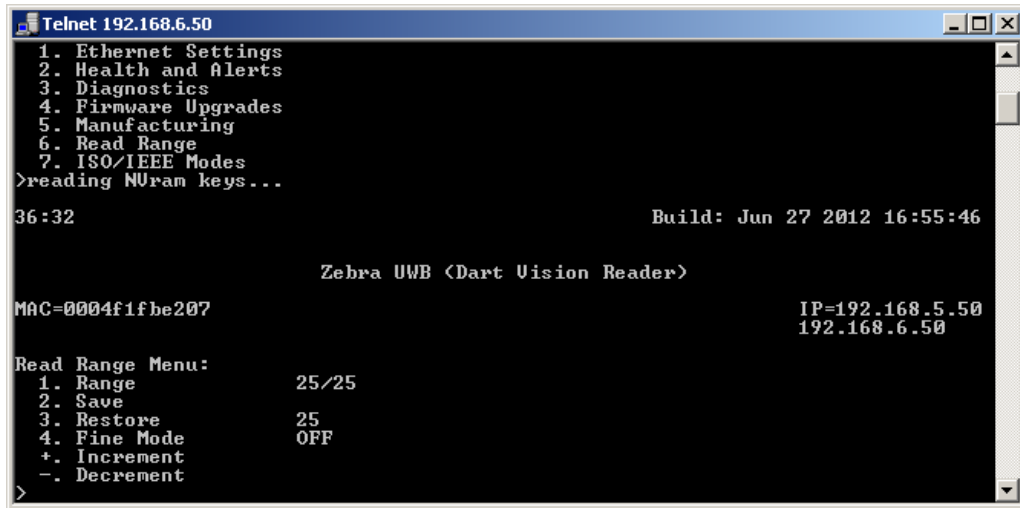 Telnet 192.168.6.50
1. Ethernet Settings
2. Health and Alerts
3. Diagnostics
4. Firmware Upgrades
5. Manufacturing
6. Read Range
7. ISO/IEEE Modes
>reading NVram keys...
36:32 Build: Jun 27 2012 16:55:46
Zebra UWB (Dart Vision Reader)
MAC=0004f1fbe207 IP=192.168.5.50
192.168.6.50
Read Range Menu:
1. Range 25/25
2. Save
3. Restore 25
4. Fine Mode OFF
+. Increment
-. Decrement
>